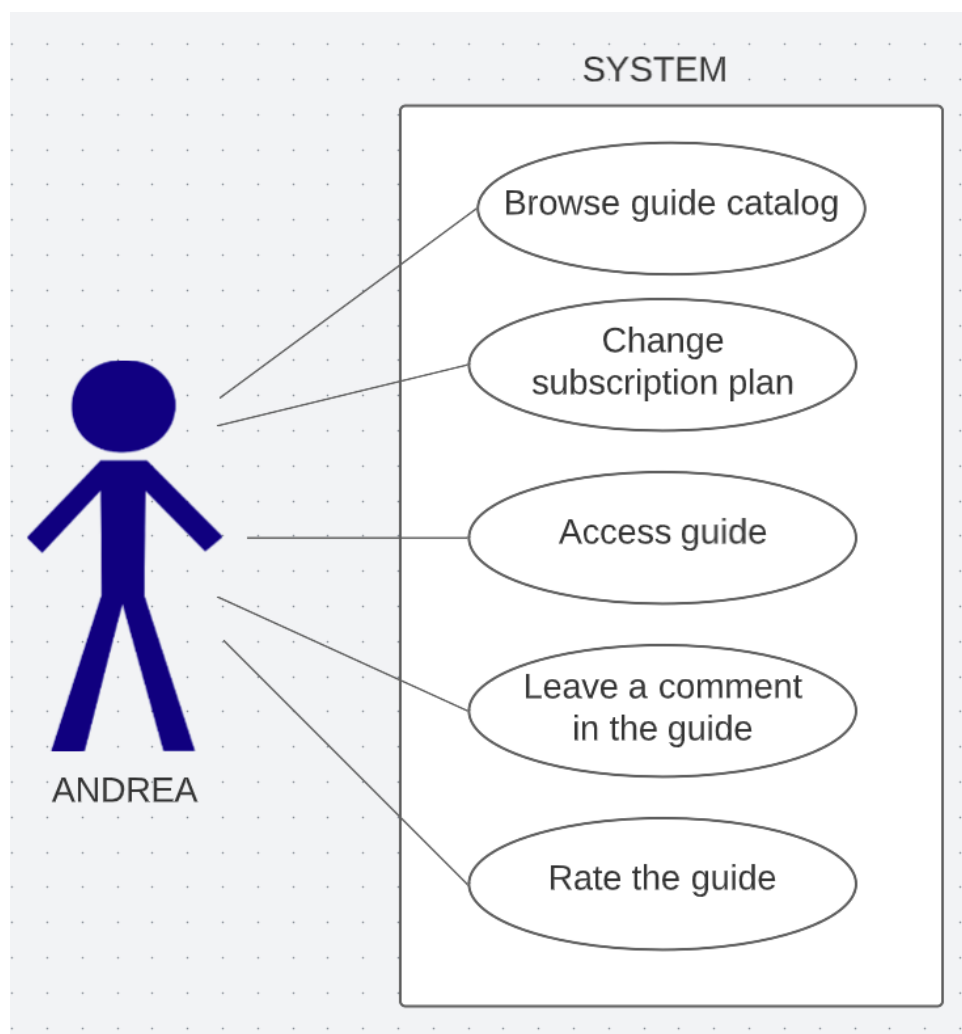 SYSTEM
Browse guide catalog
Change
subscription plan
Access guide
Leave a comment
in the guide
ANDREA
Rate the guide